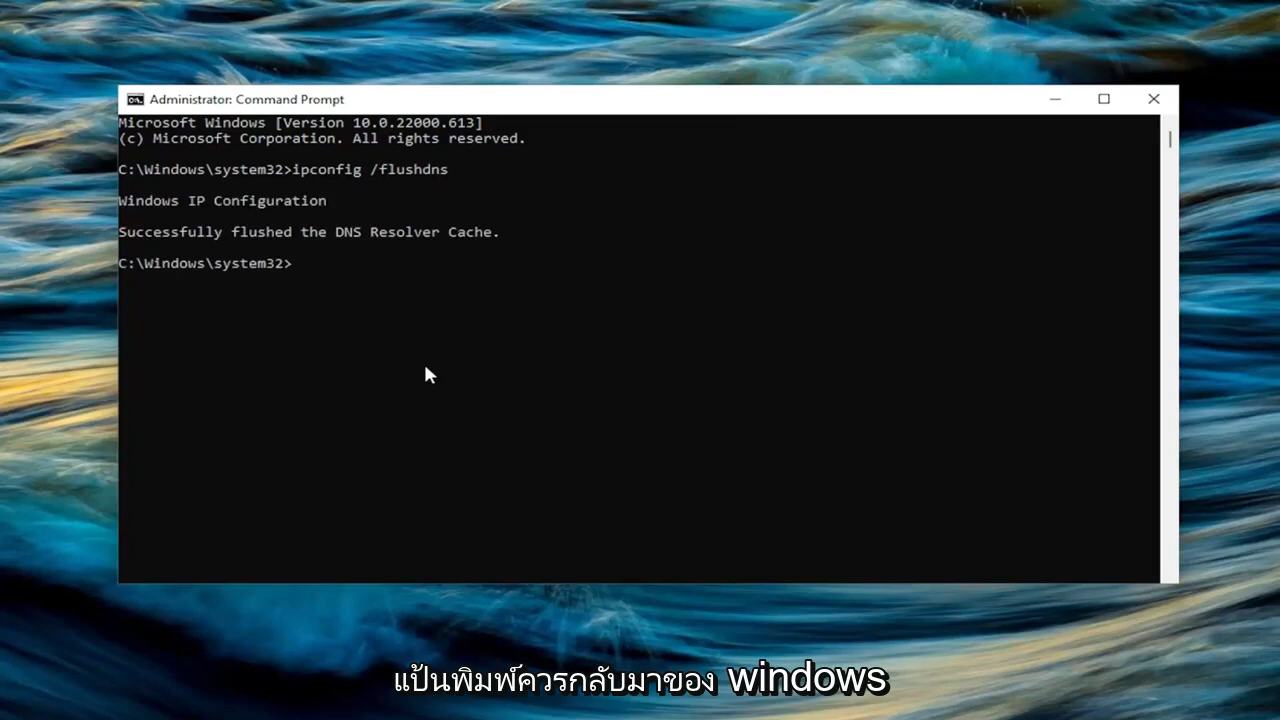 Administrator: Command Prompt
Microsoft Windows [Version 10.0.22000.613]
(c) Microsoft Corporation. All rights reserved.
C:\Windows\system32>ipconfig /flushdns
Windows IP Configuration
Successfully flushed the DNS Resolver Cache.
C:\Windows\system32>
แป้นพิมพ์ควรกลับมาของ windows